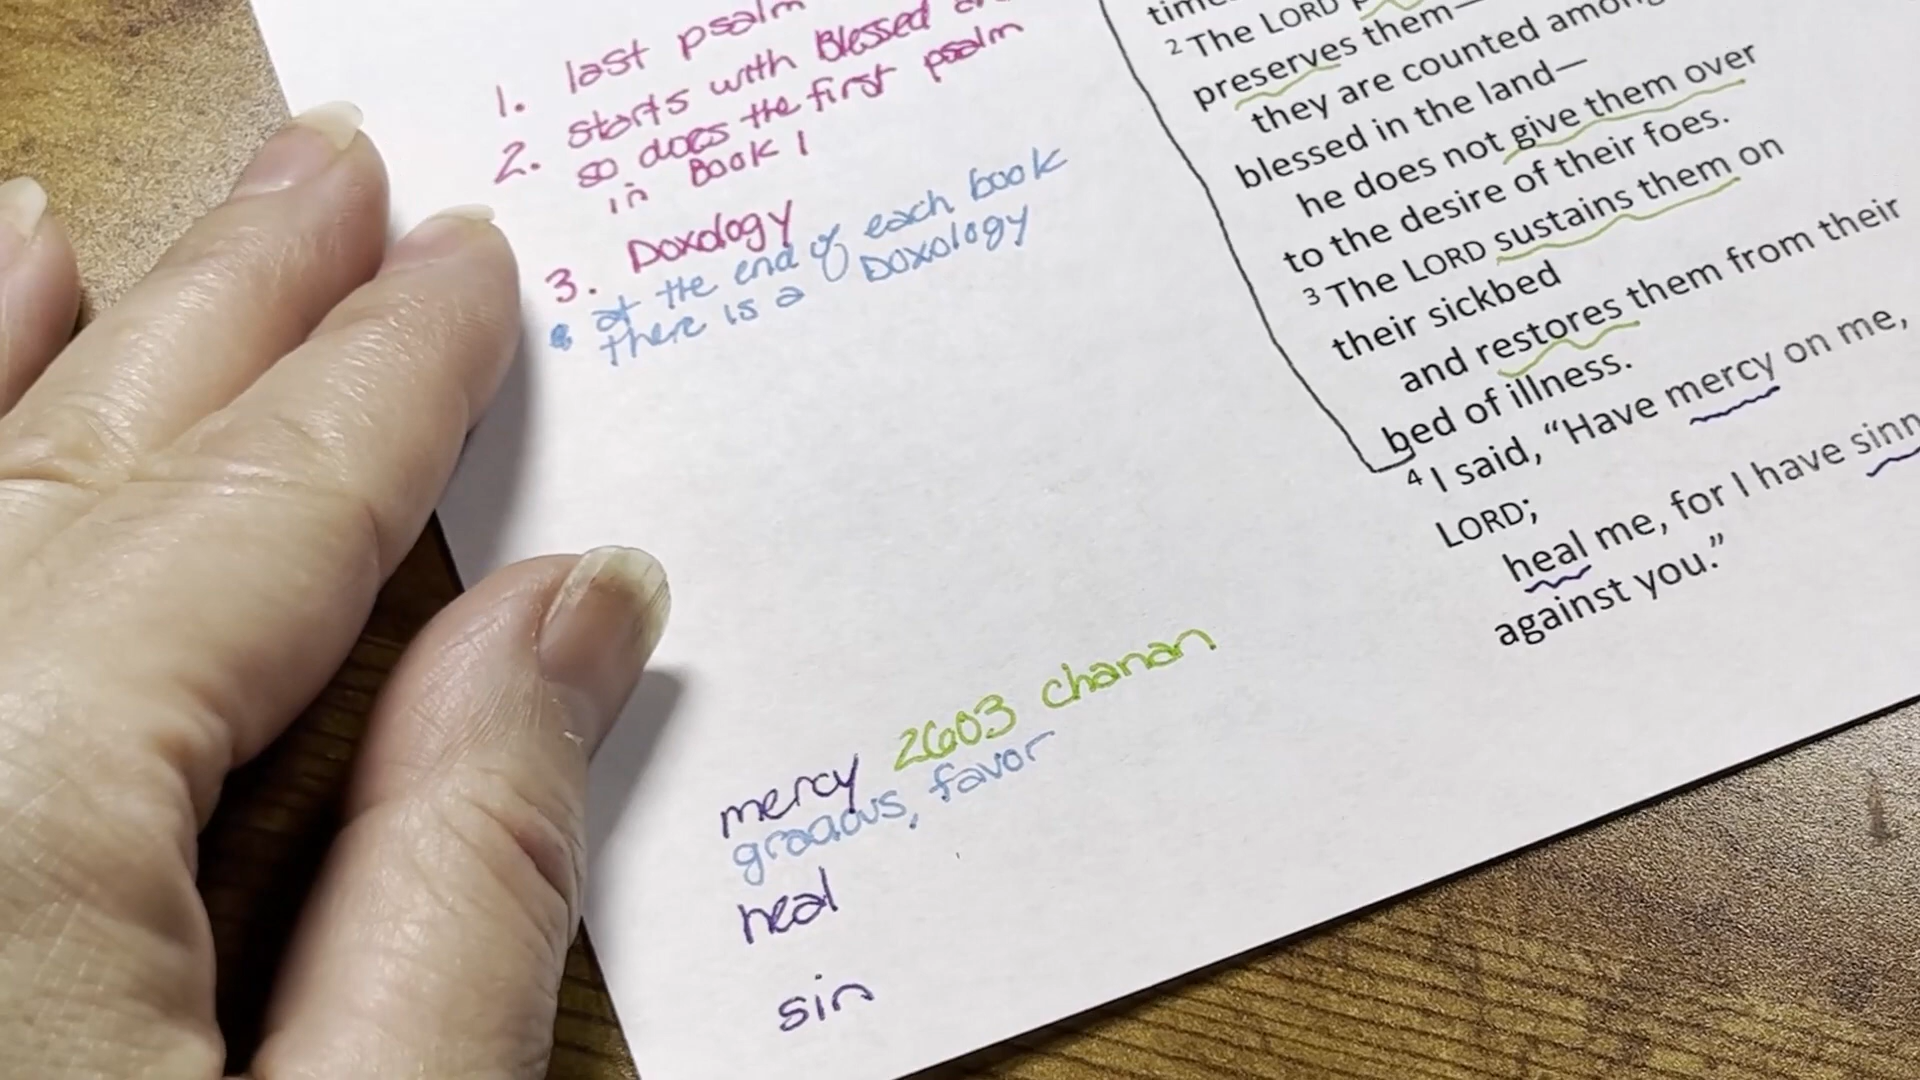 1. last psalm
2. starts with Blessed
so does the first psalm
in Book 1
3. Doxology
at the end of each book
there is a Doxology
mercy 2603 chanan
gracious, favor
heal
sin
2 The LORD
preserves them—
they are counted among
blessed in the land—
he does not give them over
to the desire of their foes.
3 The LORD sustains them on
their sickbed
and restores them from their
bed of illness.
4 I said, “Have mercy on me,
LORD;
heal me, for I have sinn
against you.”